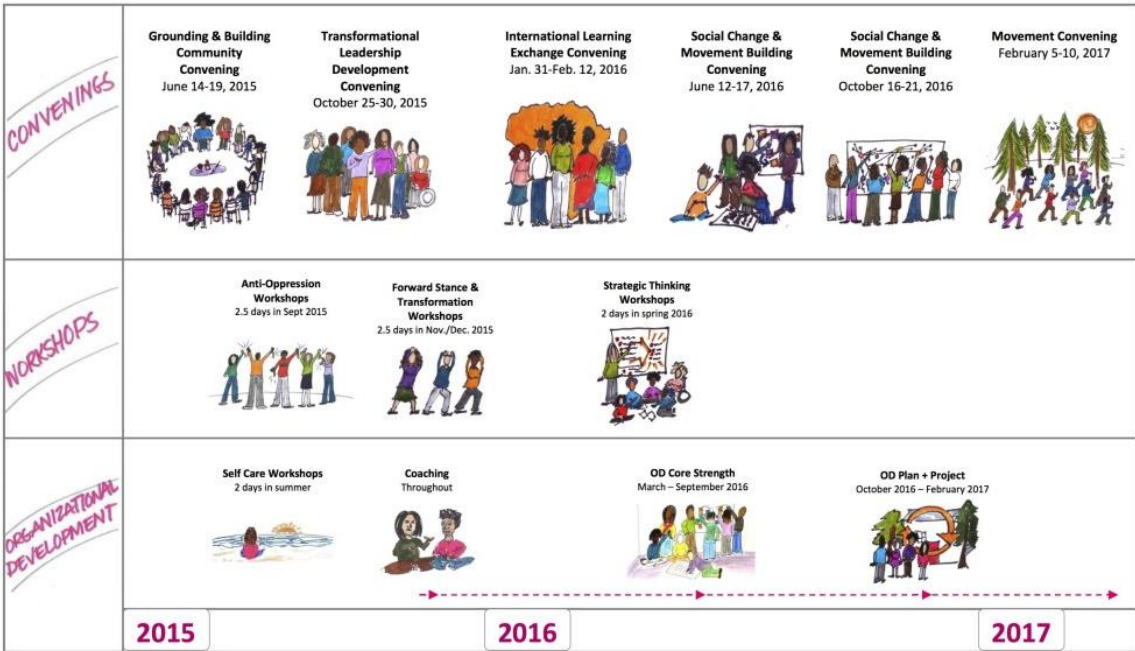 CONVENINGS
Grounding & Building
Community
Convening
June 14-19, 2015
Transformational
Leadership
Development
Convening
October 25-30, 2015
International Learning
Exchange Convening
Jan. 31-Feb. 12, 2016
Social Change &
Movement Building
Convening
June 12-17, 2016
Social Change &
Movement Building
Convening
October 16-21, 2016
Movement Convening
February 5-10, 2017
WORKSHOPS
Anti-Oppression
Workshops
2.5 days in Sept 2015
Forward Stance &
Transformation
Workshops
2.5 days in Nov./Dec. 2015
Strategic Thinking
Workshops
2 days in spring 2016
ORGANIZATIONAL
DEVELOPMENT
Self Care Workshops
2 days in summer
Coaching
Throughout
OD Core Strength
March – September 2016
OD Plan + Project
October 2016 – February 2017
2015
2016
2017